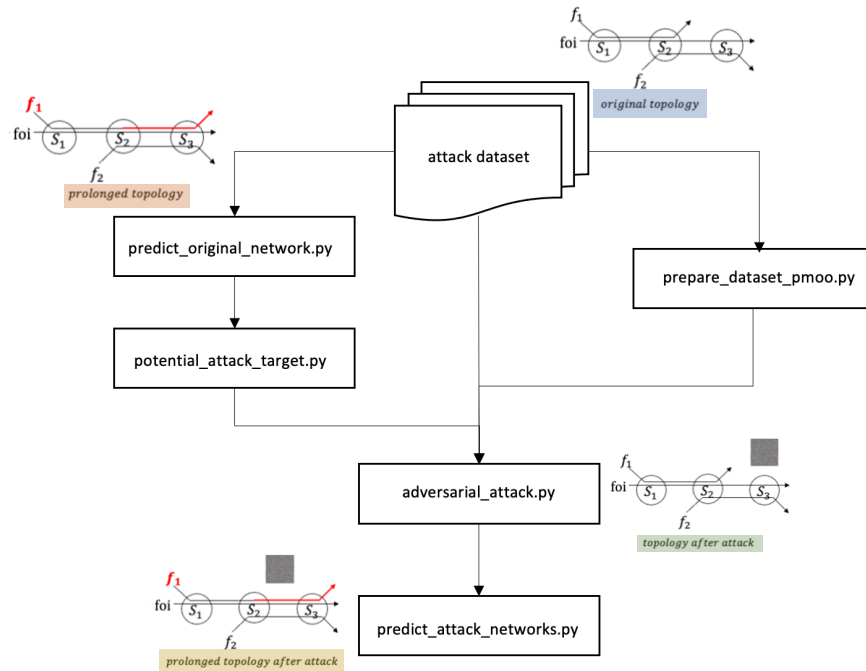 f1
foi
S1
S2
S3
f2
original topology
f1
foi
S1
S2
S3
f2
prolonged topology
attack dataset
predict_original_network.py
prepare_dataset_pmoo.py
potential_attack_target.py
f1
foi
S1
S2
S3
f2
topology after attack
adversarial_attack.py
f1
foi
S1
S2
S3
f2
prolonged topology after attack
predict_attack_networks.py